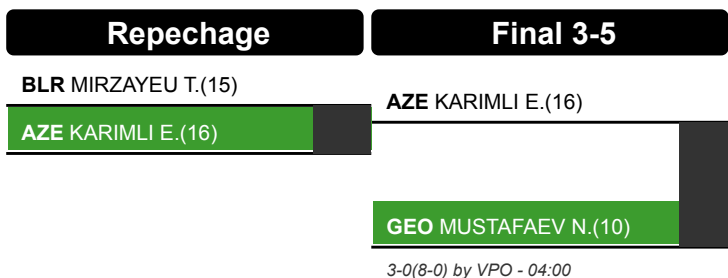 Repechage
BLR MIRZAYEU T.(15)
AZE KARIMLI E.(16)
Final 3-5
AZE KARIMLI E.(16)
GEO MUSTAFAEV N.(10)
3-0(8-0) by VPO - 04:00